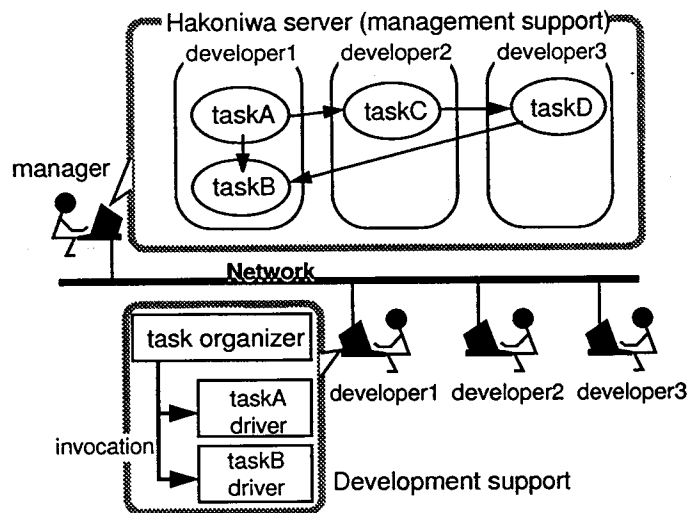 Hakoniwa server (management support)
developer1 developer2 developer3
taskA
taskC
taskD
taskB
manager
Network
task organizer
developer1 developer2 developer3
taskA
driver
invocation
taskB
driver
Development support